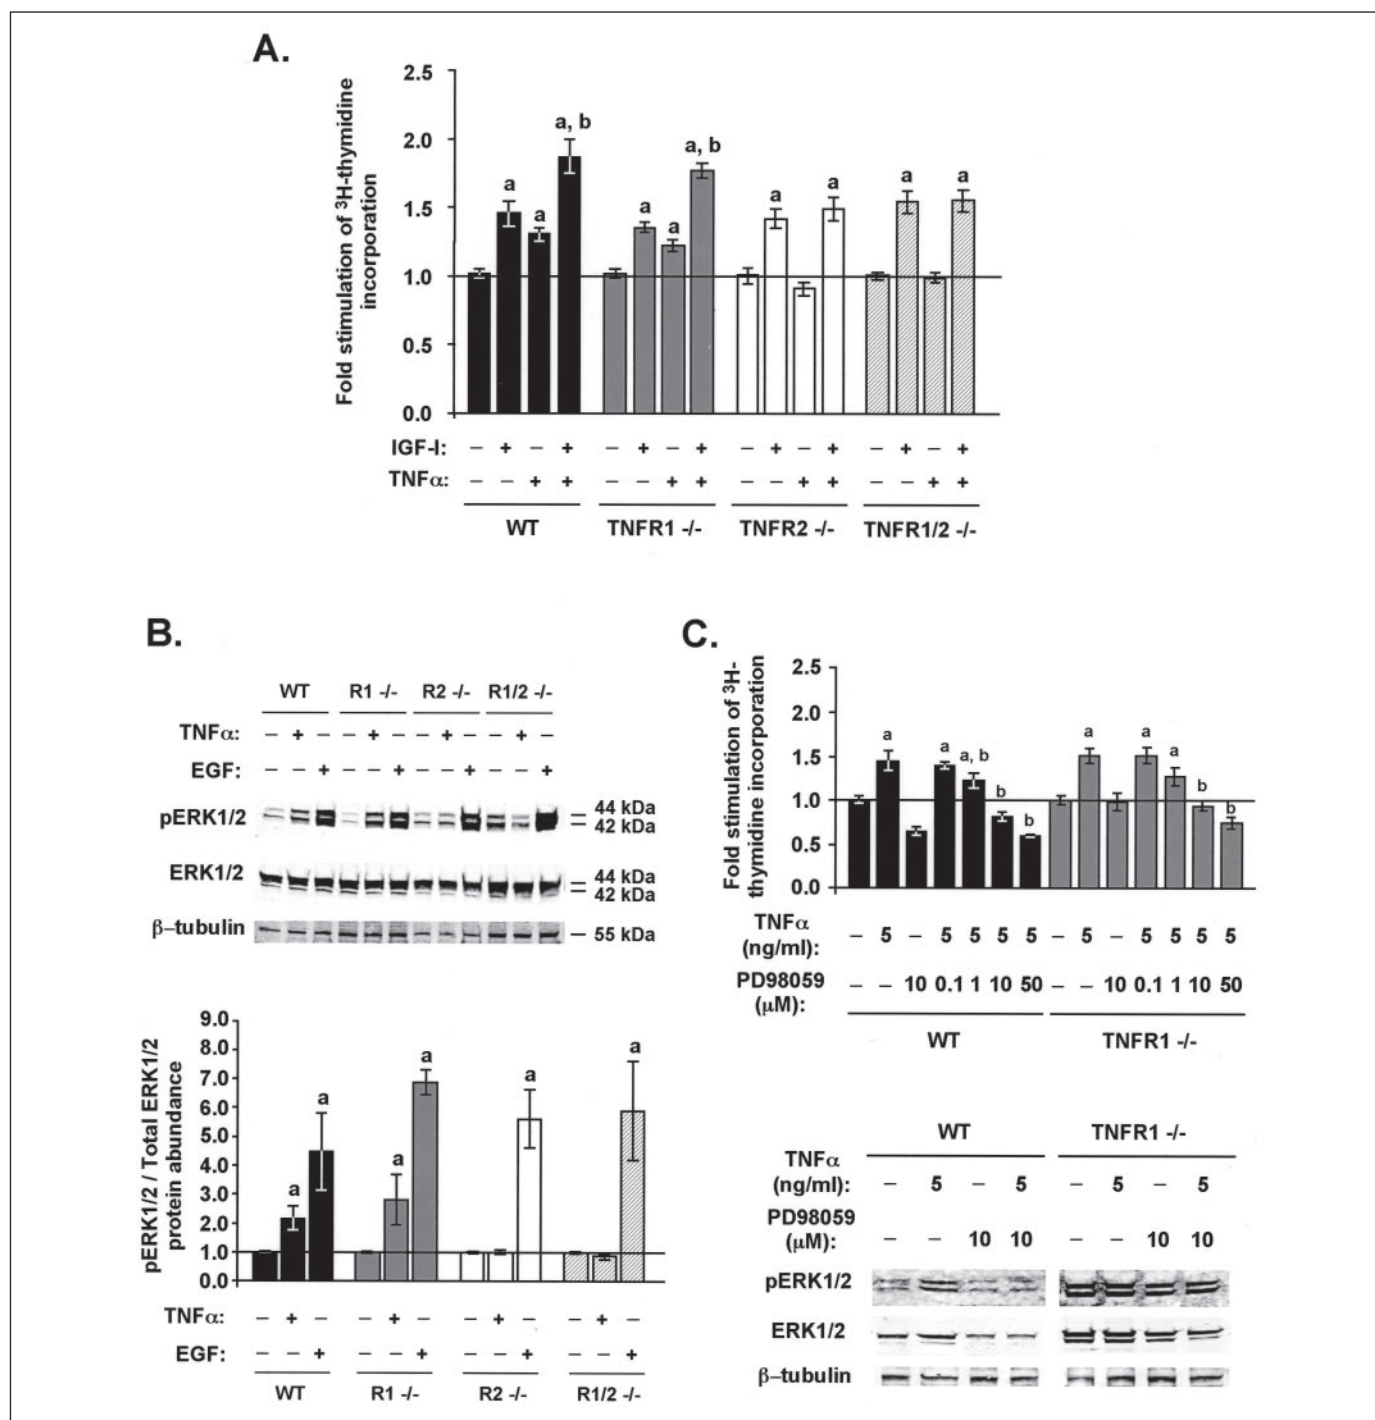 A.
2.5
2.0
1.5
1.0
0.5
0.0
Fold stimulation of ³H-thymidine
incorporation
a a a, b a a a, b a a a a
IGF-I: – + – + – + – + – + – + – + – +
TNFα: – – + + – – + + – – + + – – + +
WT TNFR1 -/- TNFR2 -/- TNFR1/2 -/-
B.
WT R1 -/- R2 -/- R1/2 -/-
TNFα: – + – – + – – + – – + –
EGF: – – + – – + – – + – – +
pERK1/2
44 kDa
42 kDa
ERK1/2
44 kDa
42 kDa
β–tubulin
55 kDa
9.0
8.0
7.0
6.0
5.0
4.0
3.0
2.0
1.0
0.0
pERK1/2 / Total ERK1/2
protein abundance
a a a a a a
TNFα: – + – – + – – + – – + –
EGF: – – + – – + – – + – – +
WT R1 -/- R2 -/- R1/2 -/-
C.
2.5
2.0
1.5
1.0
0.5
0.0
Fold stimulation of ³H-
thymidine incorporation
a a a, b b b a a a b b
TNFα
(ng/ml): – 5 – 5 5 5 5 – 5 – 5 5 5 5
PD98059
(μM): – – 10 0.1 1 10 50 – – 10 0.1 1 10 50
WT TNFR1 -/-
WT TNFR1 -/-
TNFα
(ng/ml): – 5 – 5 – 5 – 5
PD98059
(μM): – – 10 10 – – 10 10
pERK1/2
ERK1/2
β–tubulin